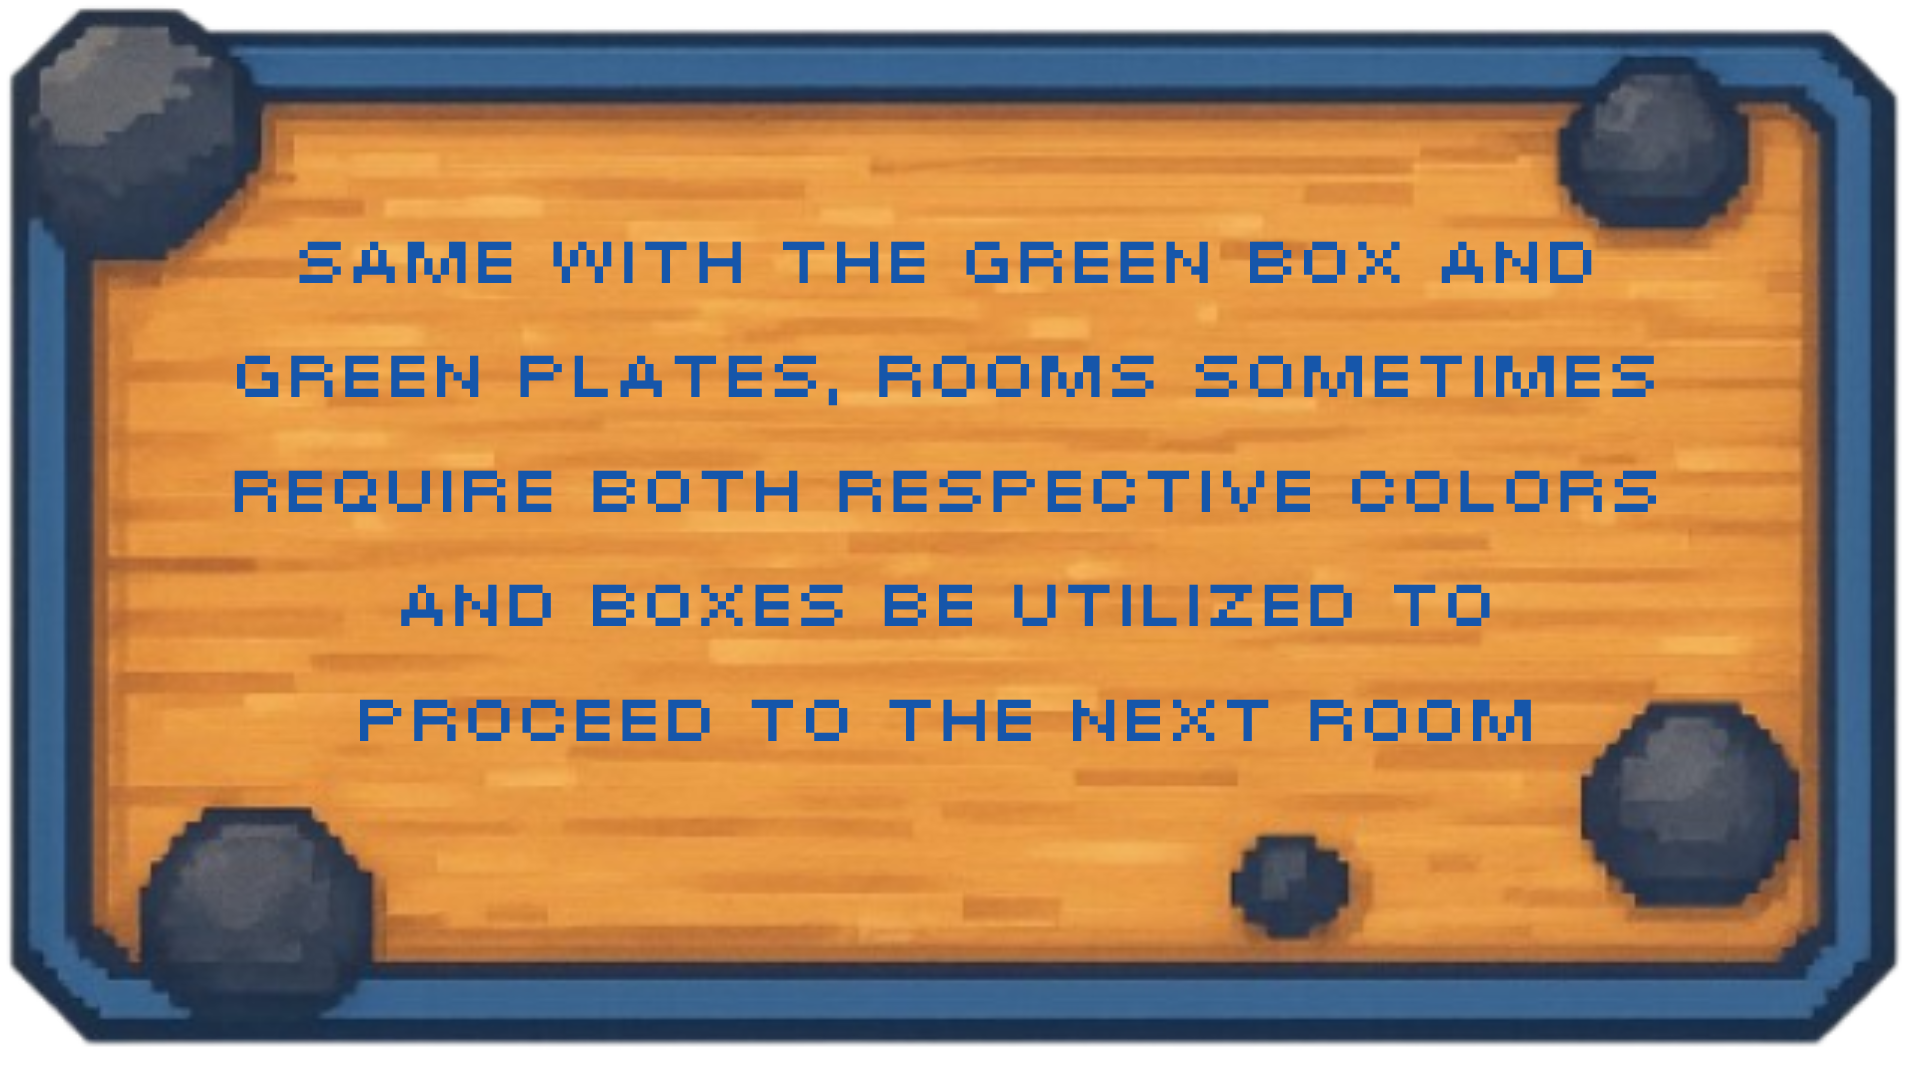 SAME WITH THE GREEN BOX AND
GREEN PLATES, ROOMS SOMETIMES
REQUIRE BOTH RESPECTIVE COLORS
AND BOXES BE UTILIZED TO
PROCEED TO THE NEXT ROOM